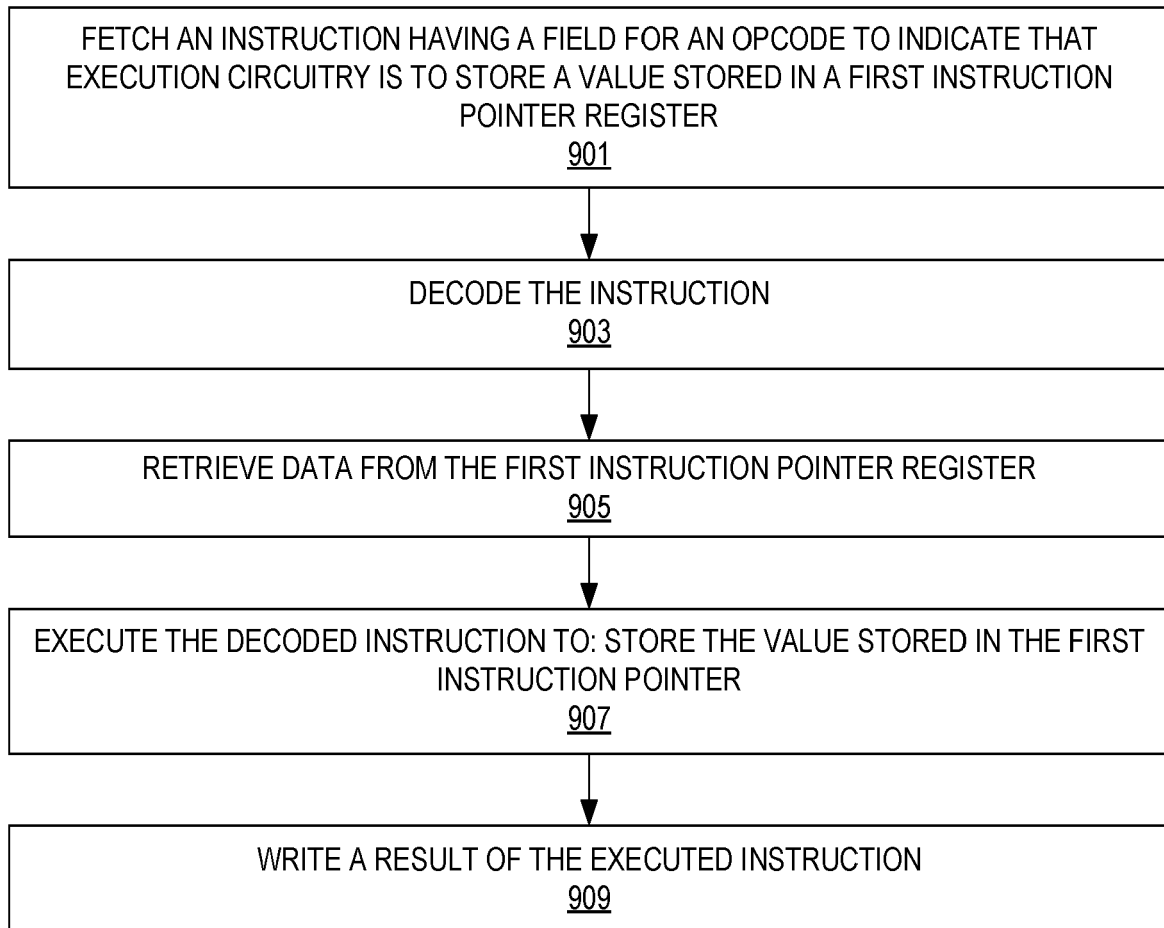 FETCH AN INSTRUCTION HAVING A FIELD FOR AN OPCODE TO INDICATE THAT
EXECUTION CIRCUITRY IS TO STORE A VALUE STORED IN A FIRST INSTRUCTION
POINTER REGISTER
901
DECODE THE INSTRUCTION
903
RETRIEVE DATA FROM THE FIRST INSTRUCTION POINTER REGISTER
905
EXECUTE THE DECODED INSTRUCTION TO: STORE THE VALUE STORED IN THE FIRST
INSTRUCTION POINTER
907
WRITE A RESULT OF THE EXECUTED INSTRUCTION
909